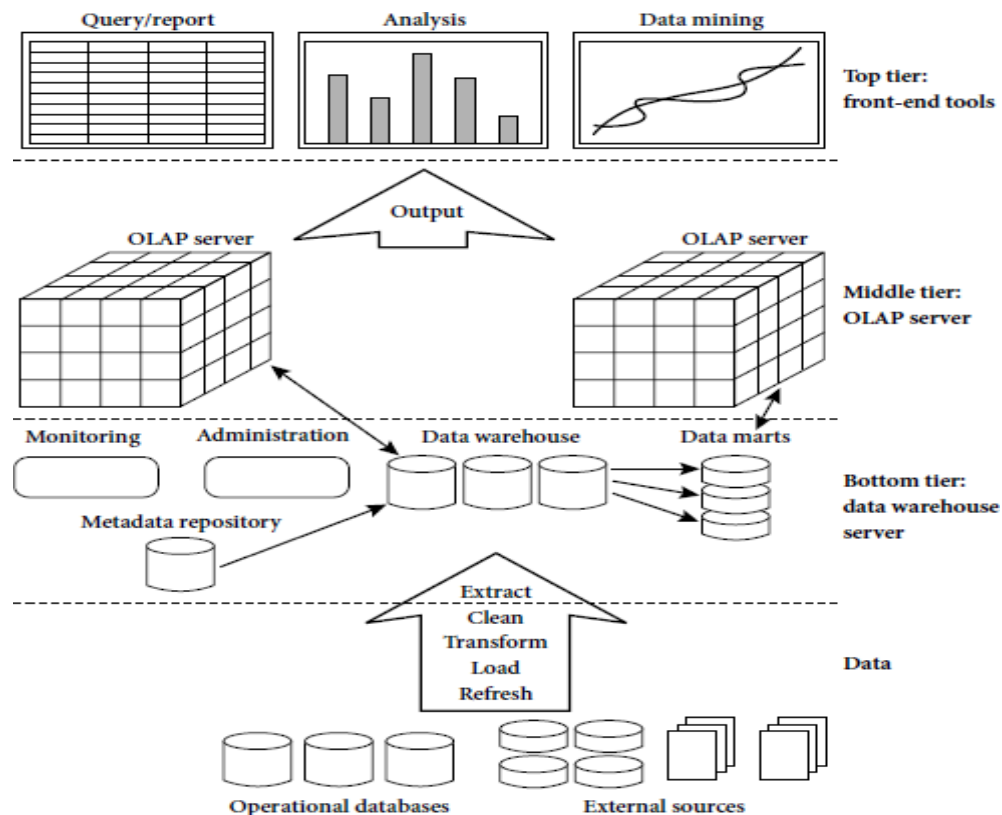 Query/report
Analysis
Data mining
Top tier:
front-end tools
Output
OLAP server
OLAP server
Middle tier:
OLAP server
Monitoring
Administration
Data warehouse
Data marts
Bottom tier:
data warehouse
server
Metadata repository
Extract
Clean
Transform
Load
Refresh
Data
Operational databases
External sources